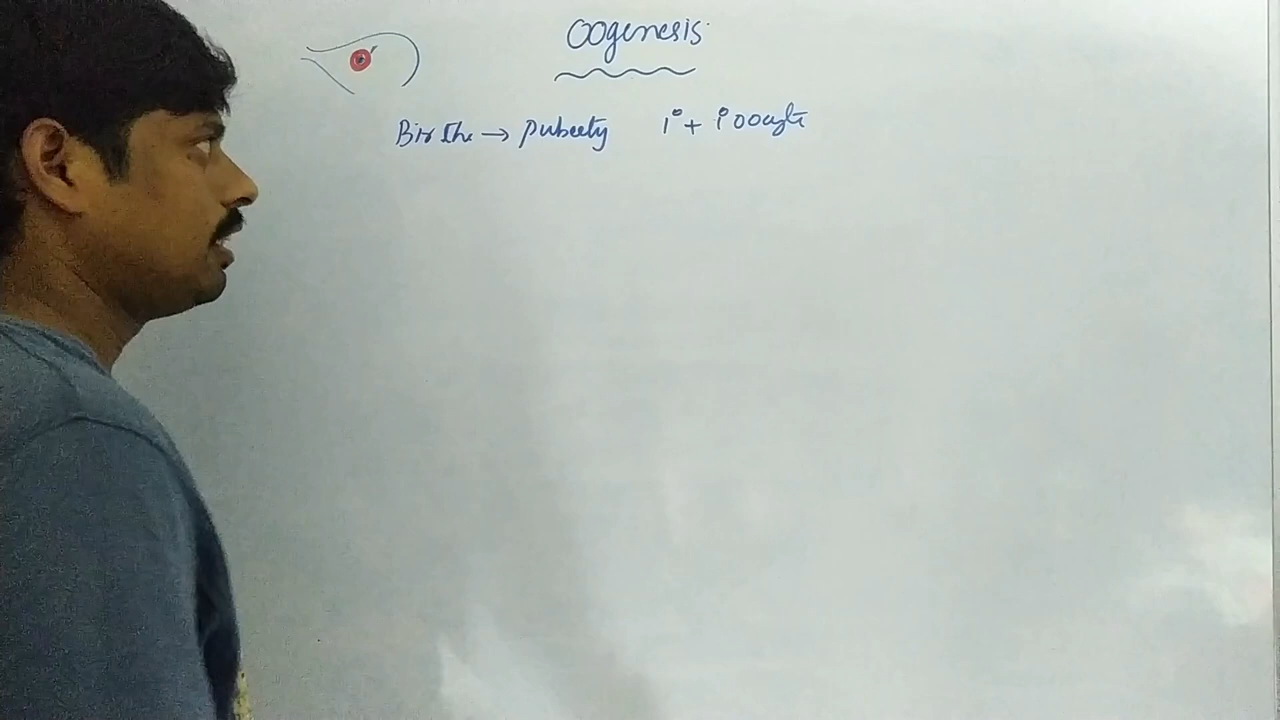 Oogenesis
Birth → puberty 1° + 1° oocyte